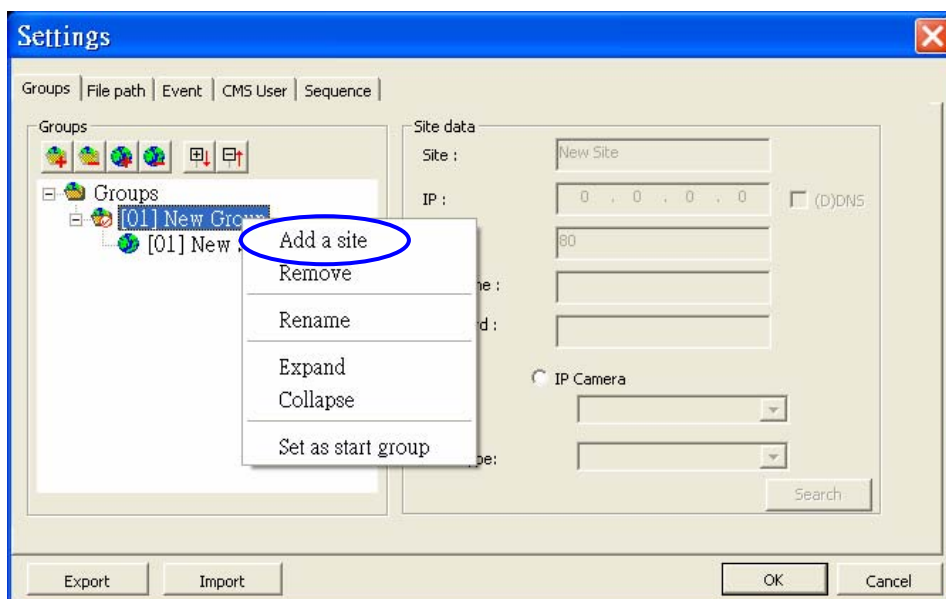 Settings
Groups File path Event CMS User Sequence
Groups
Groups
[01] New Group
[01] New
Add a site
Remove
Rename
Expand
Collapse
Set as start group
Site data
Site : New Site
IP : 0 . 0 . 0 . 0 (D)DNS
80
IP Camera
Search
Export Import OK Cancel